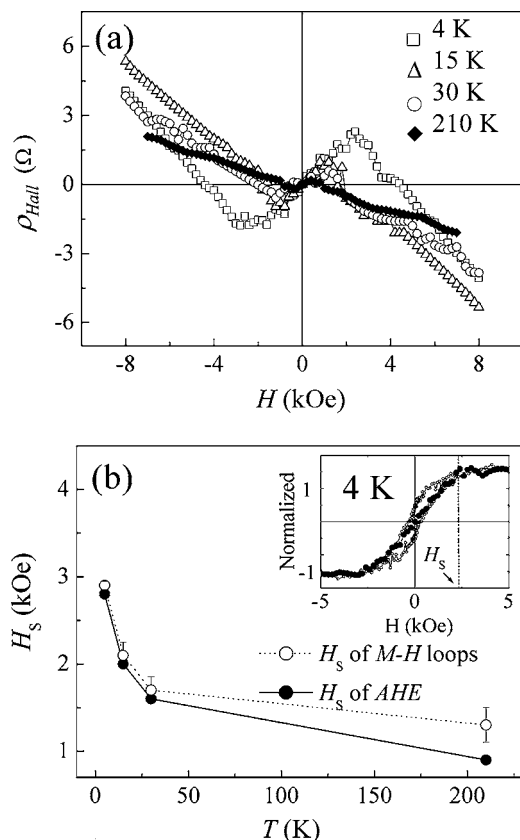 (a)
4 K
15 K
30 K
210 K
ρHall (Ω)
6
3
0
-3
-6
-8 -4 0 4 8
H (kOe)
(b)
4 K
Normalized
1
-1
HS
-5 0 5
H (kOe)
HS (kOe)
4
3
2
1
HS of M-H loops
HS of AHE
0 50 100 150 200
T (K)